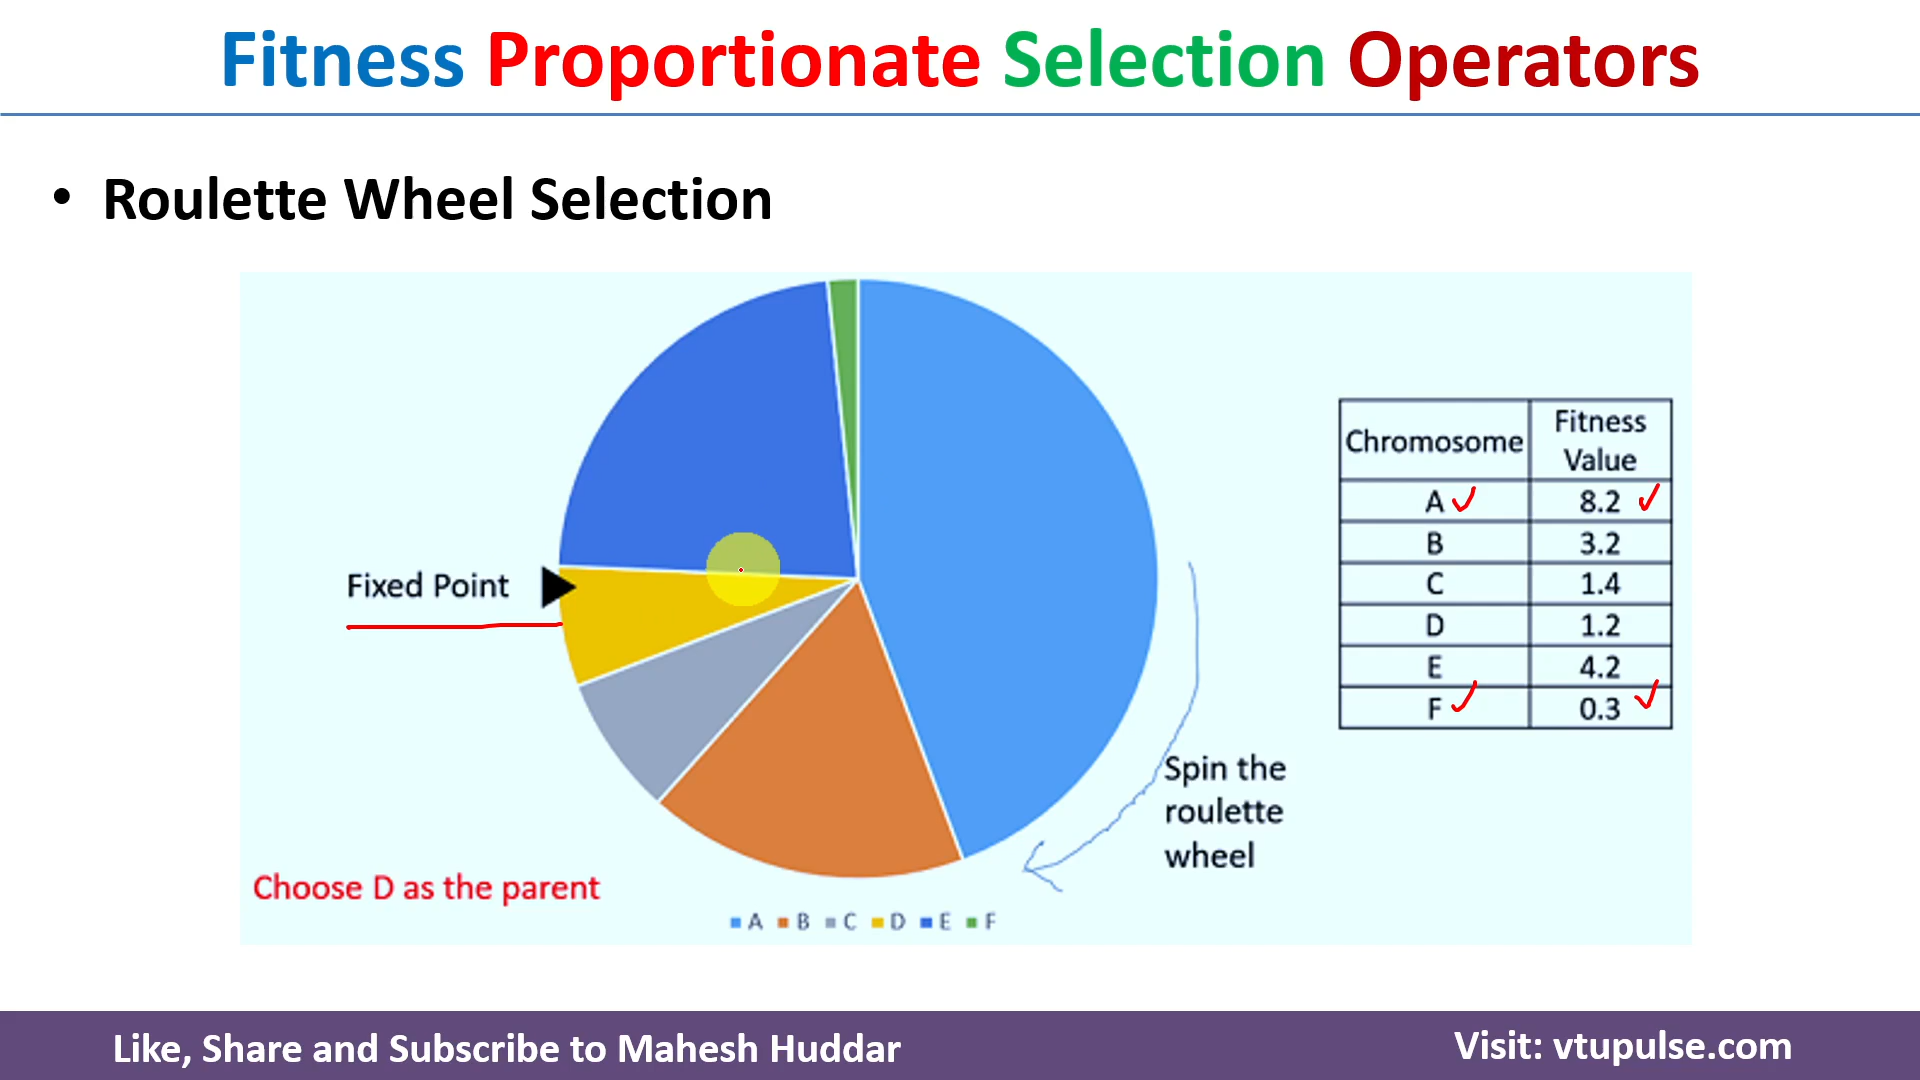 Fitness Proportionate Selection Operators
• Roulette Wheel Selection
Fixed Point
Chromosome Fitness Value
A 8.2
B 3.2
C 1.4
D 1.2
E 4.2
F 0.3
Spin the
roulette
wheel
Choose D as the parent
A B C D E F
Like, Share and Subscribe to Mahesh Huddar
Visit: vtupulse.com